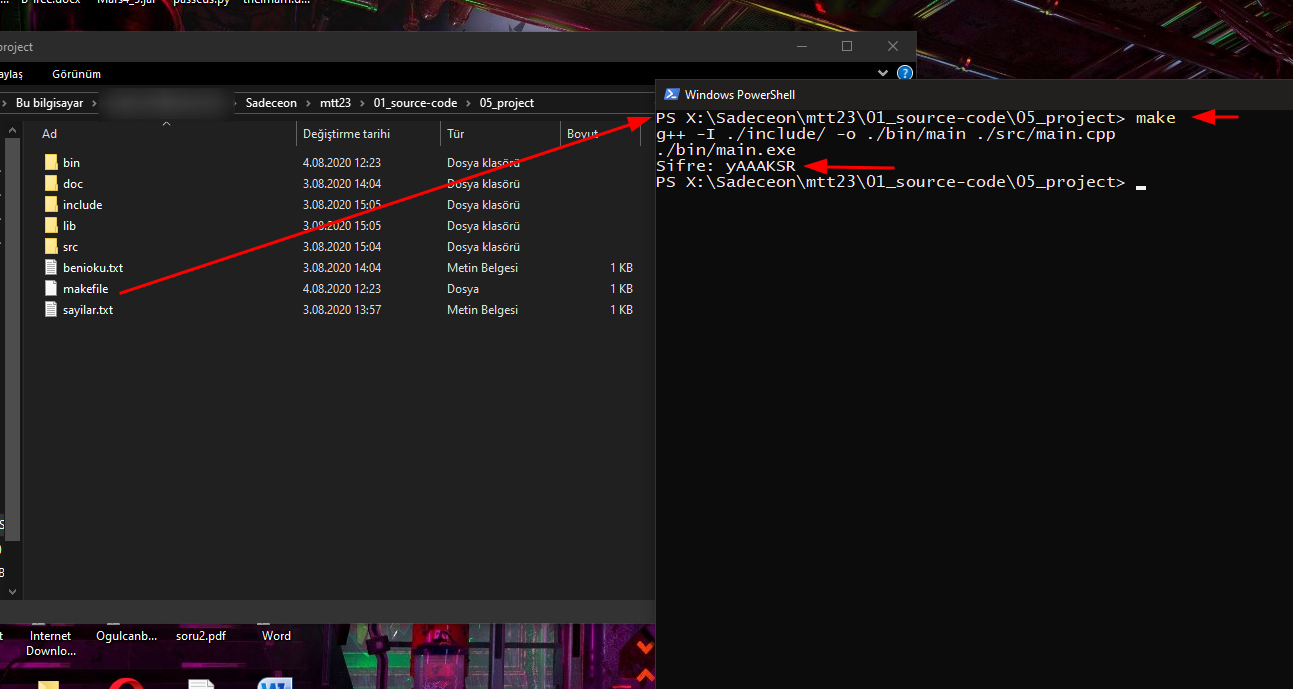 B-Tree.docx Mars4_5.jar passeds.py theimam.d...
project
aylaş Görünüm
Bu bilgisayar Sadeceon mtt23 01_source-code 05_project
Ad Değiştirme tarihi Tür Boyut
bin 4.08.2020 12:23 Dosya klasörü
doc 3.08.2020 14:04 Dosya klasörü
include 3.08.2020 15:05 Dosya klasörü
lib 3.08.2020 15:05 Dosya klasörü
src 3.08.2020 15:04 Dosya klasörü
benioku.txt 3.08.2020 14:04 Metin Belgesi 1 KB
makefile 4.08.2020 12:23 Dosya 1 KB
sayilar.txt 3.08.2020 13:57 Metin Belgesi 1 KB
Windows PowerShell
PS X:\Sadeceon\mtt23\01_source-code\05_project> make
g++ -I ./include/ -o ./bin/main ./src/main.cpp
./bin/main.exe
Sifre: yAAAKSR
PS X:\Sadeceon\mtt23\01_source-code\05_project>
Internet Ogulcanb... soru2.pdf Word
Downlo...